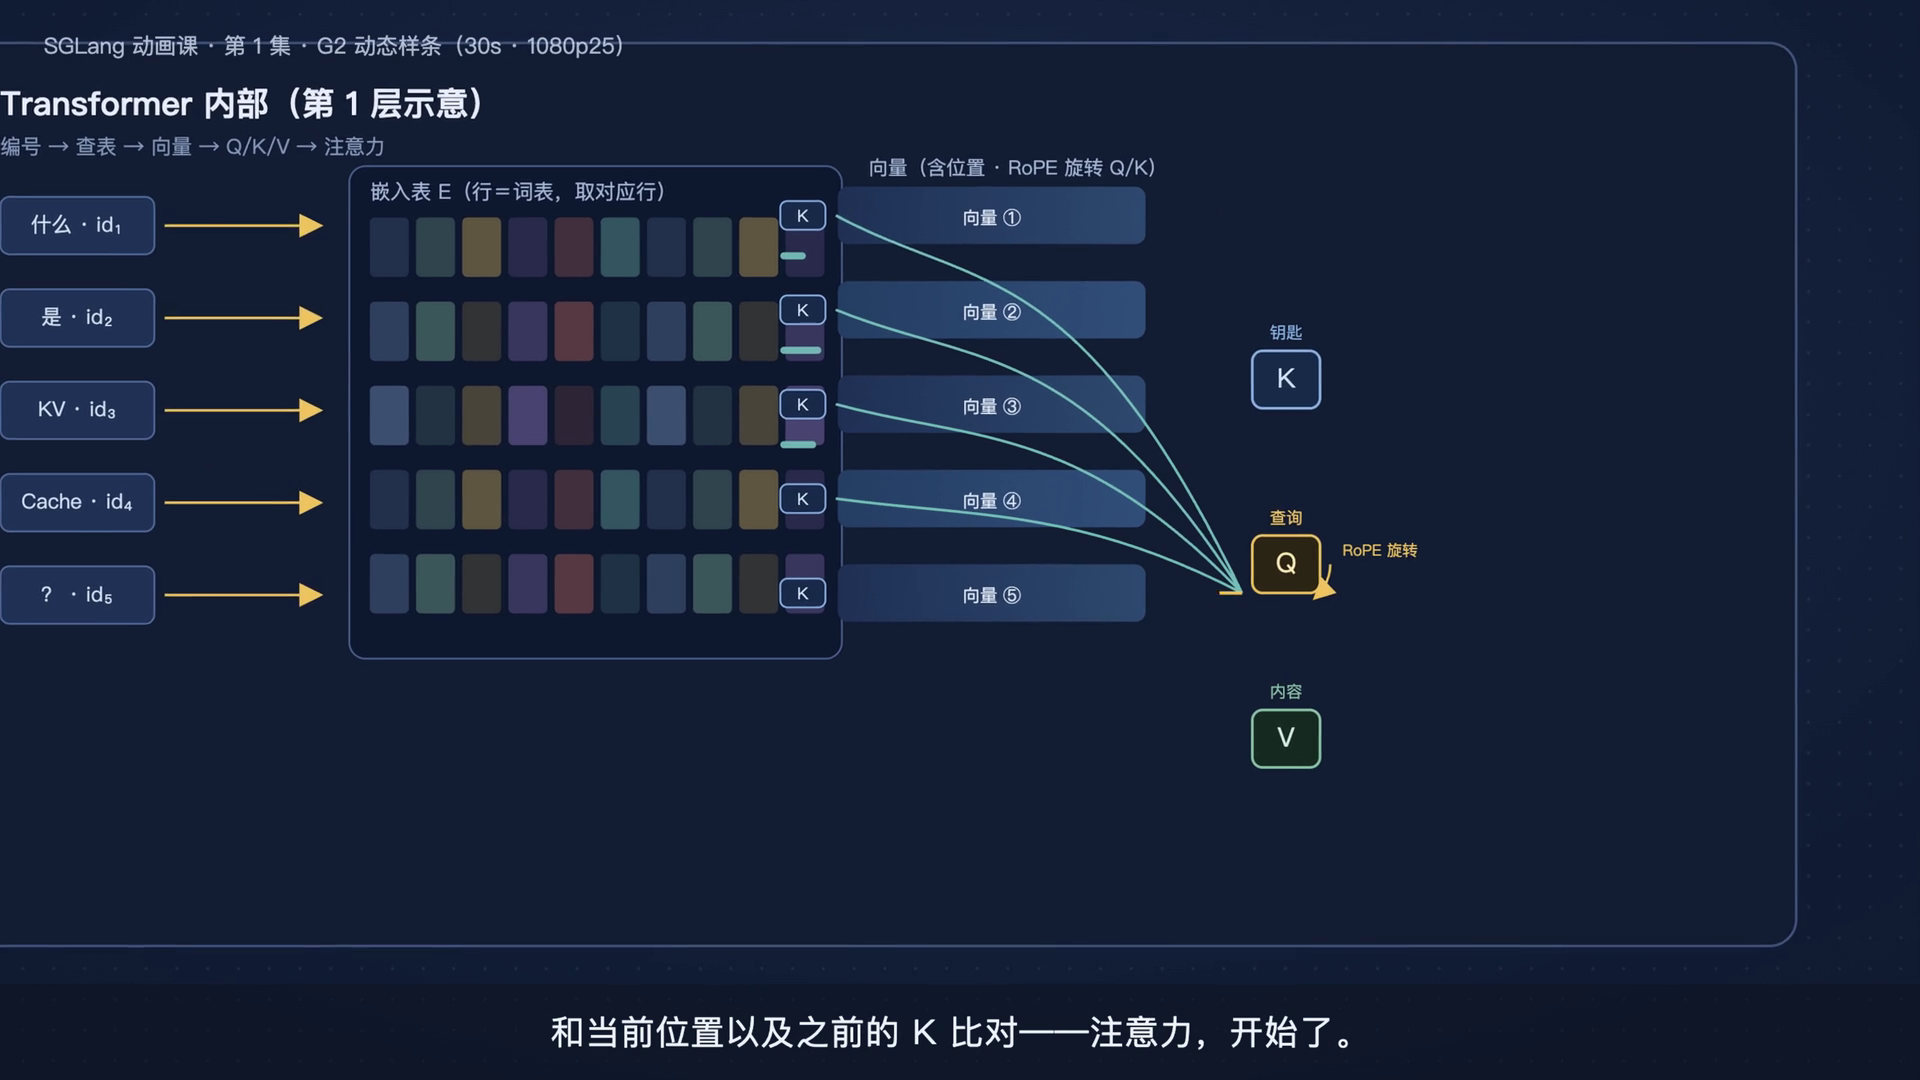 SGLang 动画课 · 第 1 集 · G2 动态样条（30s · 1080p25）
Transformer 内部（第 1 层示意）
编号 → 查表 → 向量 → Q/K/V → 注意力
向量（含位置 · RoPE 旋转 Q/K）
嵌入表 E（行＝词表，取对应行）
什么 · id₁
K
向量 ①
是 · id₂
K
向量 ②
钥匙
K
KV · id₃
K
向量 ③
Cache · id₄
K
向量 ④
查询
Q
RoPE 旋转
？ · id₅
K
向量 ⑤
内容
V
和当前位置以及之前的 K 比对——注意力，开始了。